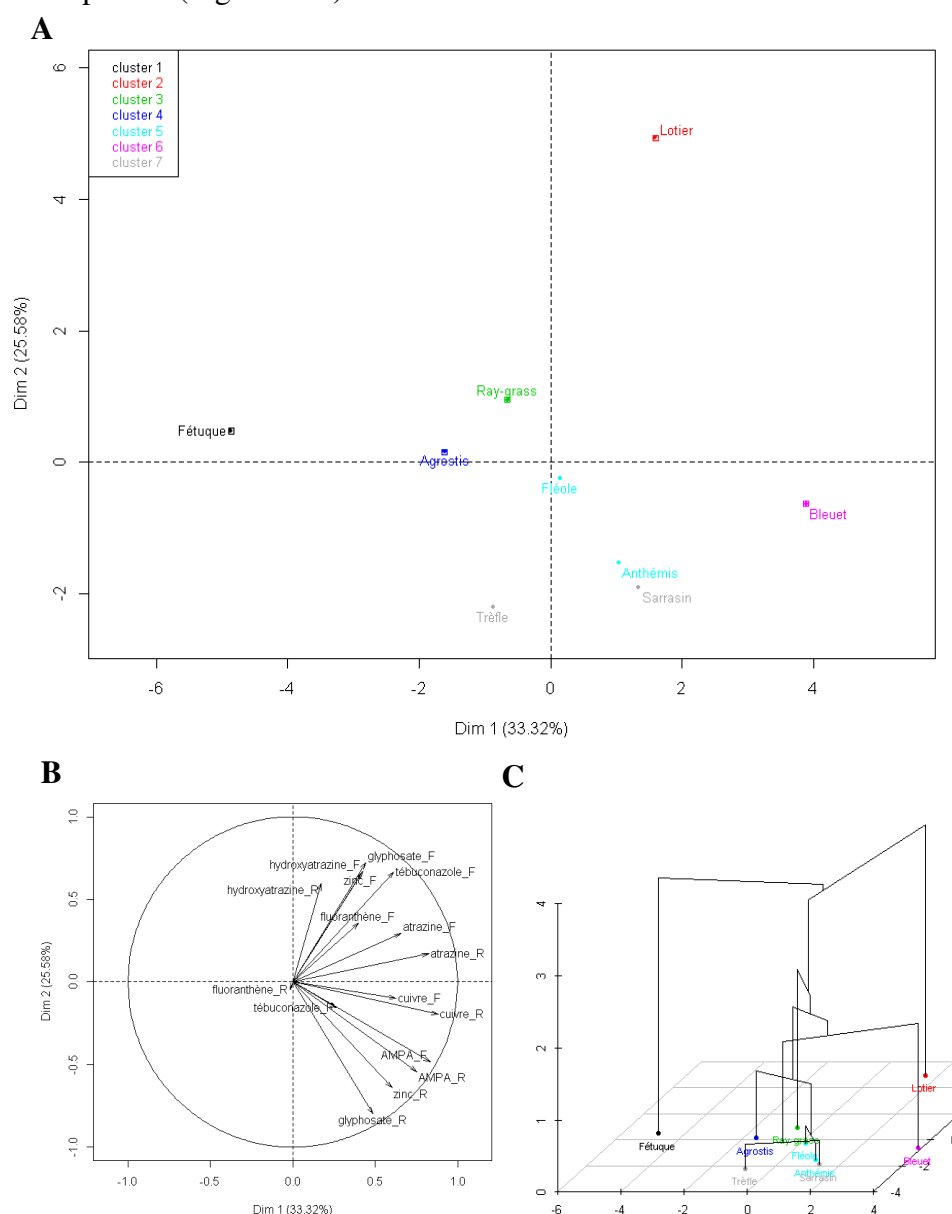 A
cluster 1
cluster 2
cluster 3
cluster 4
cluster 5
cluster 6
cluster 7
6
4
2
0
-2
Dim 2 (25.58%)
Lotier
Ray-grass
Fétuque
Agrostis
Fléole
Bleuet
Anthémis
Sarrasin
Trèfle
-6 -4 -2 0 2 4
Dim 1 (33.32%)
B
1.0
0.5
0.0
-0.5
-1.0
Dim 2 (25.58%)
glyphosate_F
hydroxyatrazine_F
tébuconazole_F
zinc_F
hydroxyatrazine_R
fluoranthène_F
atrazine_F
atrazine_R
fluoranthène_R
cuivre_F
tébuconazole_R
cuivre_R
AMPA_F
AMPA_R
zinc_R
glyphosate_R
-1.0 -0.5 0.0 0.5 1.0
Dim 1 (33.32%)
C
4
3
2
1
0
Lotier
Fétuque
Ray-grass
Agrostis
Fléole
Bleuet
Anthémis
Sarrasin
Trèfle
-2
-4
-6 -4 -2 0 2 4